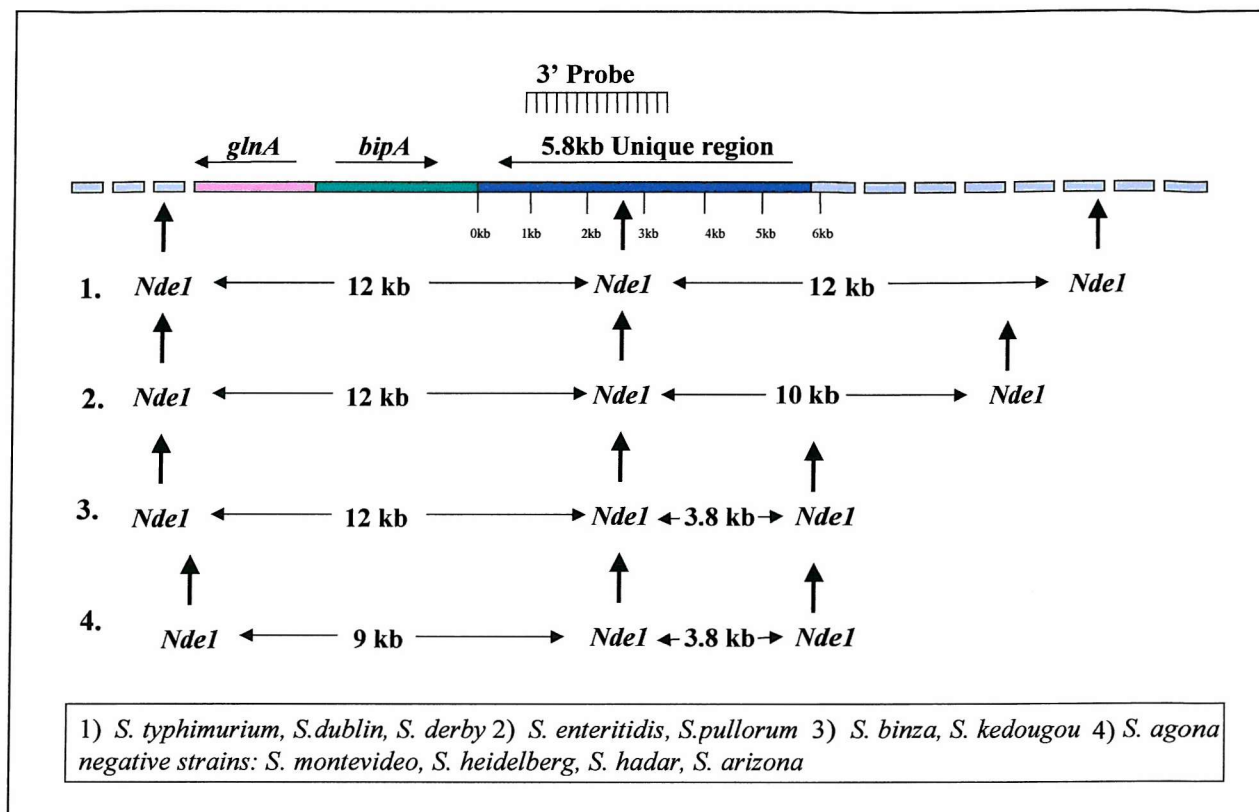 3' Probe
glnA bipA 5.8kb Unique region
0kb 1kb 2kb 3kb 4kb 5kb 6kb
1. Nde1 12 kb Nde1 12 kb Nde1
2. Nde1 12 kb Nde1 10 kb Nde1
3. Nde1 12 kb Nde1 3.8 kb Nde1
4. Nde1 9 kb Nde1 3.8 kb Nde1
1) S. typhimurium, S.dublin, S. derby 2) S. enteritidis, S.pullorum 3) S. binza, S. kedougou 4) S. agona
negative strains: S. montevideo, S. heidelberg, S. hadar, S. arizona